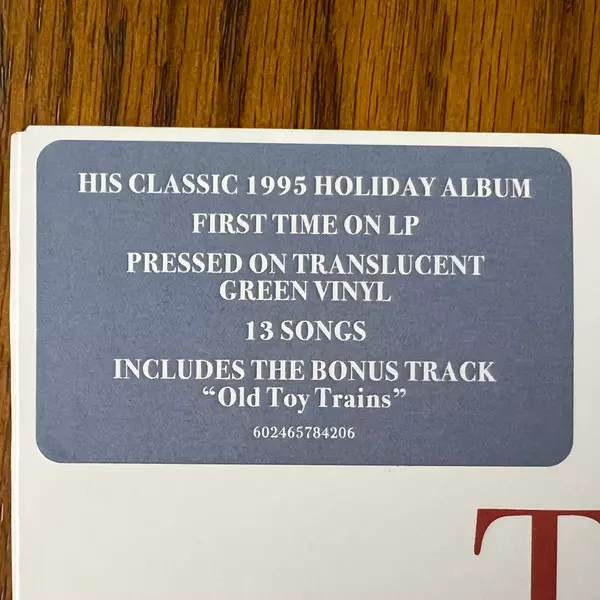 HIS CLASSIC 1995 HOLIDAY ALBUM
FIRST TIME ON LP
PRESSED ON TRANSLUCENT
GREEN VINYL
13 SONGS
INCLUDES THE BONUS TRACK
“Old Toy Trains”
602465784206
T